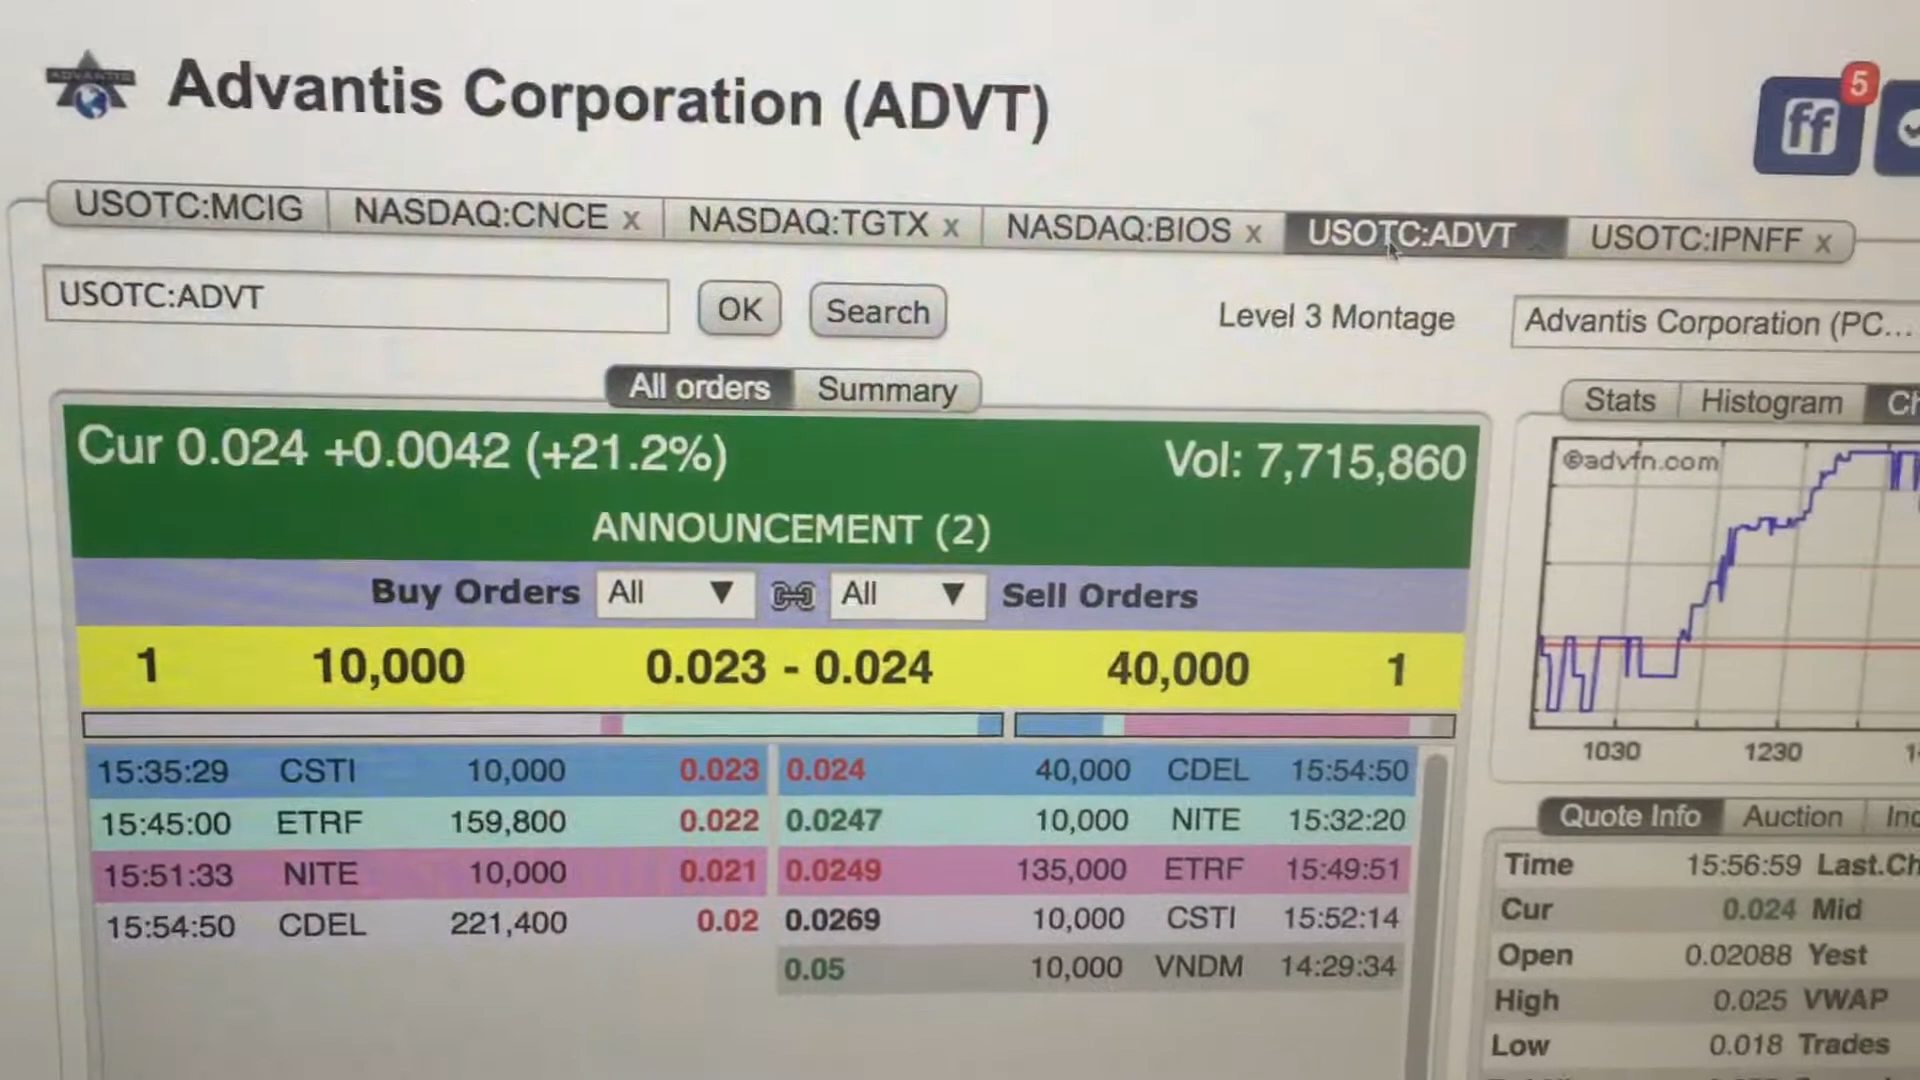 ADVANTIS
Advantis Corporation (ADVT)
5
ff
USOTC:MCIG
NASDAQ:CNCE x
NASDAQ:TGTX x
NASDAQ:BIOS x
USOTC:ADVT
USOTC:IPNFF x
USOTC:ADVT
OK
Search
Level 3 Montage
Advantis Corporation (PC...
All orders
Summary
Stats
Histogram
Cur 0.024 +0.0042 (+21.2%)
Vol: 7,715,860
ANNOUNCEMENT (2)
©advfn.com
Buy Orders All ▼ All ▼ Sell Orders
1 10,000 0.023 - 0.024 40,000 1
15:35:29 CSTI 10,000 0.023 0.024 40,000 CDEL 15:54:50
15:45:00 ETRF 159,800 0.022 0.0247 10,000 NITE 15:32:20
15:51:33 NITE 10,000 0.021 0.0249 135,000 ETRF 15:49:51
15:54:50 CDEL 221,400 0.02 0.0269 10,000 CSTI 15:52:14
0.05 10,000 VNDM 14:29:34
1030 1230
Quote Info
Auction
Time 15:56:59 Last.Ch
Cur 0.024 Mid
Open 0.02088 Yest
High 0.025 VWAP
Low 0.018 Trades